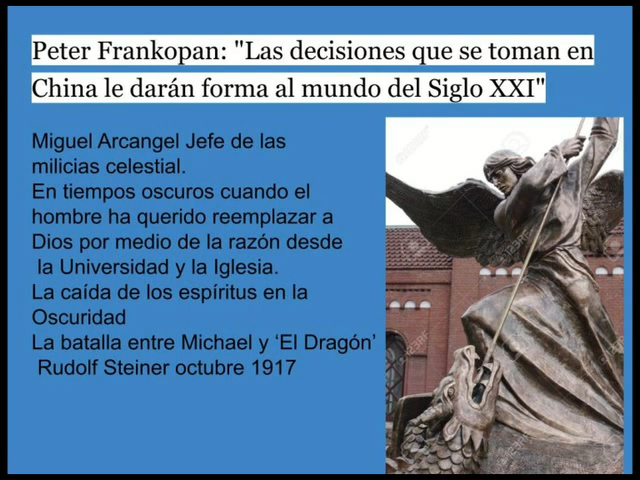 Peter Frankopan: "Las decisiones que se toman en
China le darán forma al mundo del Siglo XXI"
Miguel Arcangel Jefe de las
milicias celestial.
En tiempos oscuros cuando el
hombre ha querido reemplazar a
Dios por medio de la razón desde
la Universidad y la Iglesia.
La caída de los espíritus en la
Oscuridad
La batalla entre Michael y ‘El Dragón’
Rudolf Steiner octubre 1917